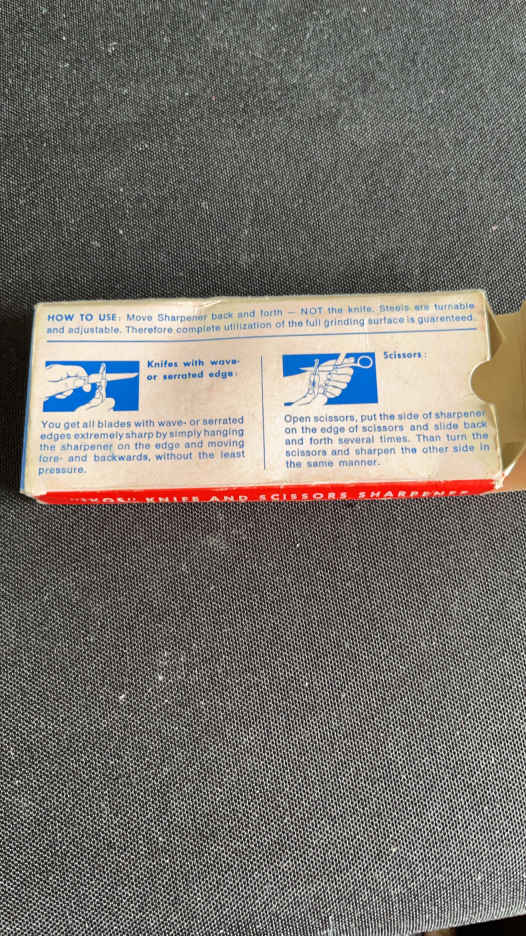 HOW TO USE: Move Sharpener back and forth — NOT the knife. Steels are turnable
and adjustable. Therefore complete utilization of the full grinding surface is guarenteed.
Knifes with wave-
or serrated edge:
You get all blades with wave- or serrated
edges extremely sharp by simply hanging
the sharpener on the edge and moving
fore- and backwards, without the least
pressure.
Scissors:
Open scissors, put the side of sharpener
on the edge of scissors and slide back
and forth several times. Than turn the
scissors and sharpen the other side in
the same manner.
KNIFE AND SCISSORS SHARPENER